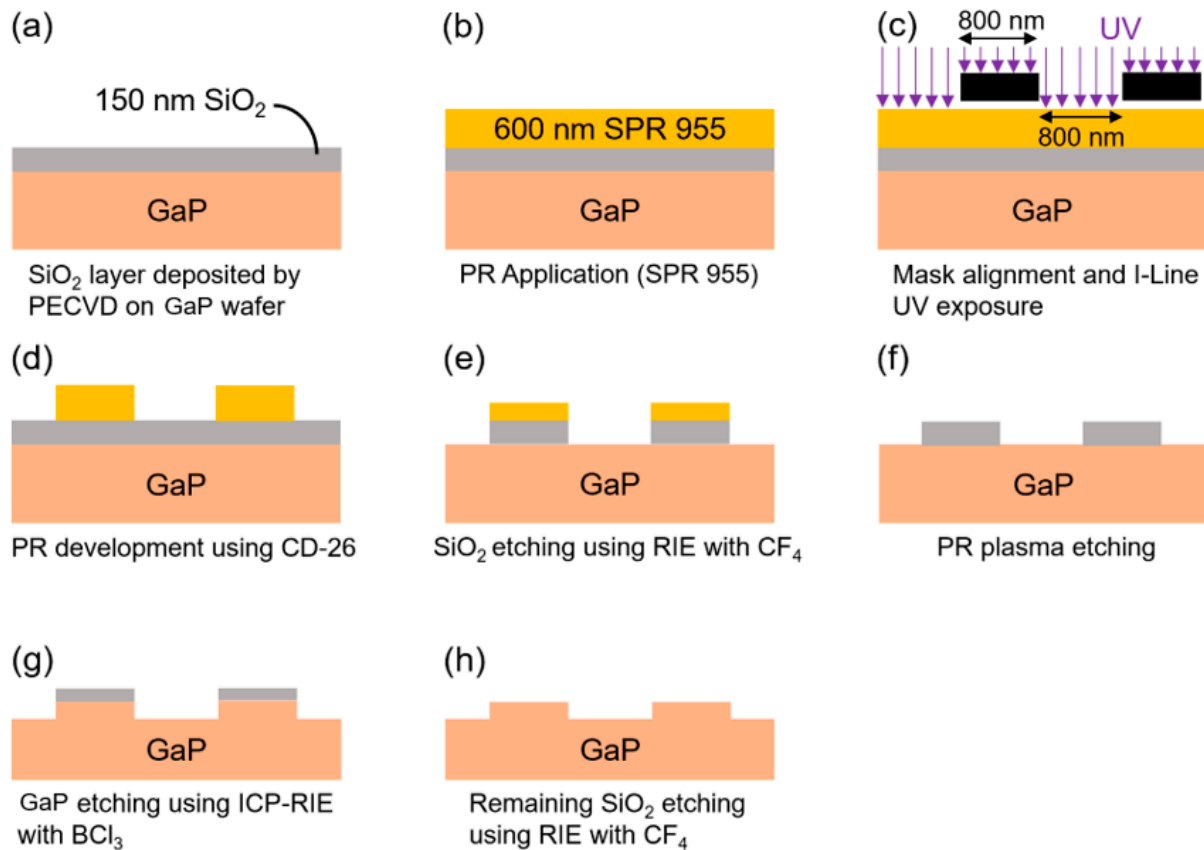 (a)
150 nm SiO₂
GaP
SiO₂ layer deposited by
PECVD on GaP wafer
(b)
600 nm SPR 955
GaP
PR Application (SPR 955)
(c)
800 nm
UV
800 nm
GaP
Mask alignment and I-Line
UV exposure
(d)
GaP
PR development using CD-26
(e)
GaP
SiO₂ etching using RIE with CF₄
(f)
GaP
PR plasma etching
(g)
GaP
GaP etching using ICP-RIE
with BCl₃
(h)
GaP
Remaining SiO₂ etching
using RIE with CF₄